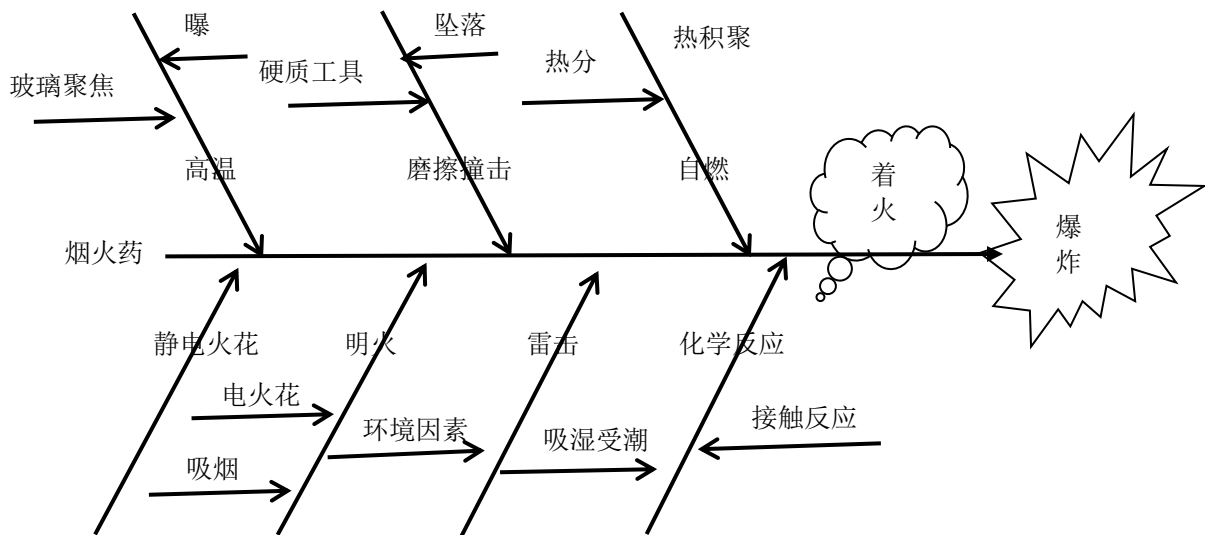 曝
坠落
热积聚
玻璃聚焦
硬质工具
热分
高温
磨擦撞击
自燃
着
火
烟火药
爆
炸
静电火花
明火
雷击
化学反应
电火花
环境因素
吸湿受潮
接触反应
吸烟